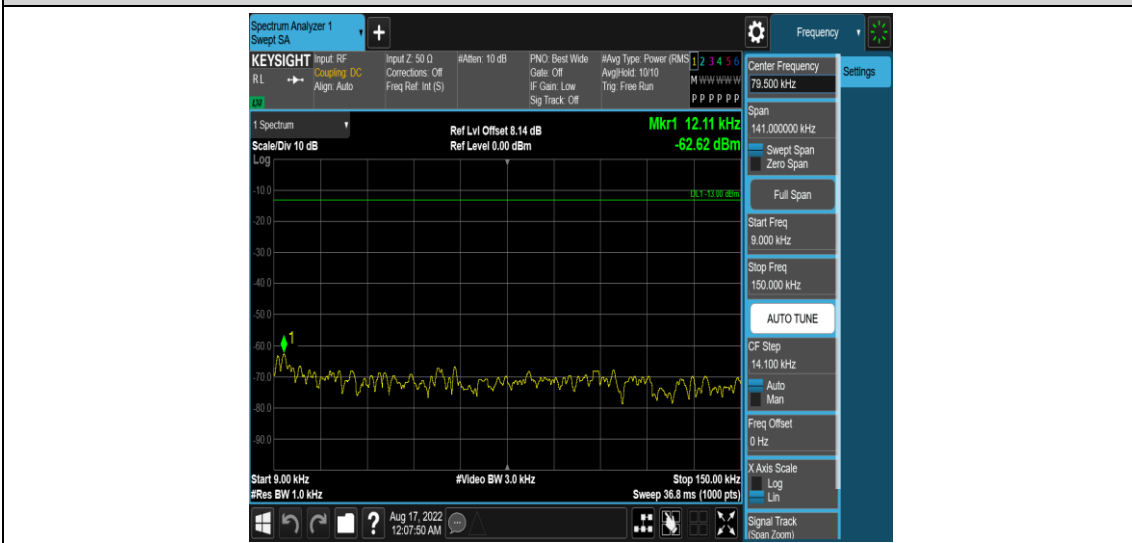 Spectrum Analyzer 1
Swept SA
+
Frequency
KEYSIGHT
RL
LW
Input: RF
Coupling: DC
Align: Auto
Input Z: 50 Ω
Corrections: Off
Freq Ref: Int (S)
#Atten: 10 dB
PNO: Best Wide
Gate: Off
IF Gain: Low
Sig Track: Off
#Avg Type: Power (RMS
Avg|Hold: 10/10
Trig: Free Run
1 2 3 4 5 6
M W W W W W
P P P P P P
Center Frequency
79.500 kHz
Settings
Span
141.000000 kHz
Swept Span
Zero Span
Full Span
Start Freq
9.000 kHz
Stop Freq
150.000 kHz
AUTO TUNE
CF Step
14.100 kHz
Auto
Man
Freq Offset
0 Hz
X Axis Scale
Log
Lin
Signal Track
(Span Zoom)
1 Spectrum
Scale/Div 10 dB
Ref Lvl Offset 8.14 dB
Ref Level 0.00 dBm
Mkr1 12.11 kHz
-62.62 dBm
Log
DL1 -13.00 dBm
-10.0
-20.0
-30.0
-40.0
-50.0
-60.0
-70.0
-80.0
-90.0
1
Start 9.00 kHz
#Res BW 1.0 kHz
#Video BW 3.0 kHz
Stop 150.00 kHz
Sweep 36.8 ms (1000 pts)
?
Aug 17, 2022
12:07:50 AM